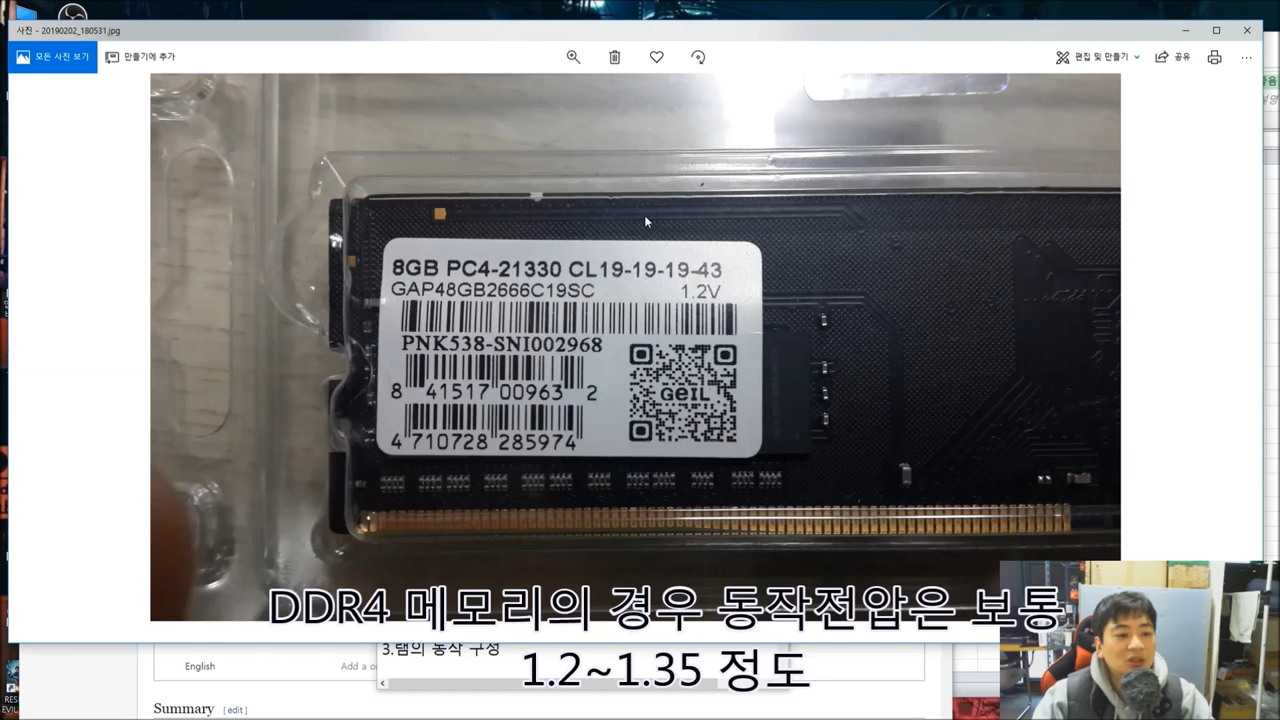 사진 - 20190202_180531.jpg
모든 사진 보기
만들기에 추가
편집 및 만들기
공유
8GB PC4-21330 CL19-19-19-43
GAP48GB2666C19SC 1.2V
PNK538-SNI002968
8 41517 00963 2
GeIL
4 710728 285974
DDR4 메모리의 경우 동작전압은 보통
1.2~1.35 정도
3.램의 동작 구성
English
Add a
Summary [ edit ]